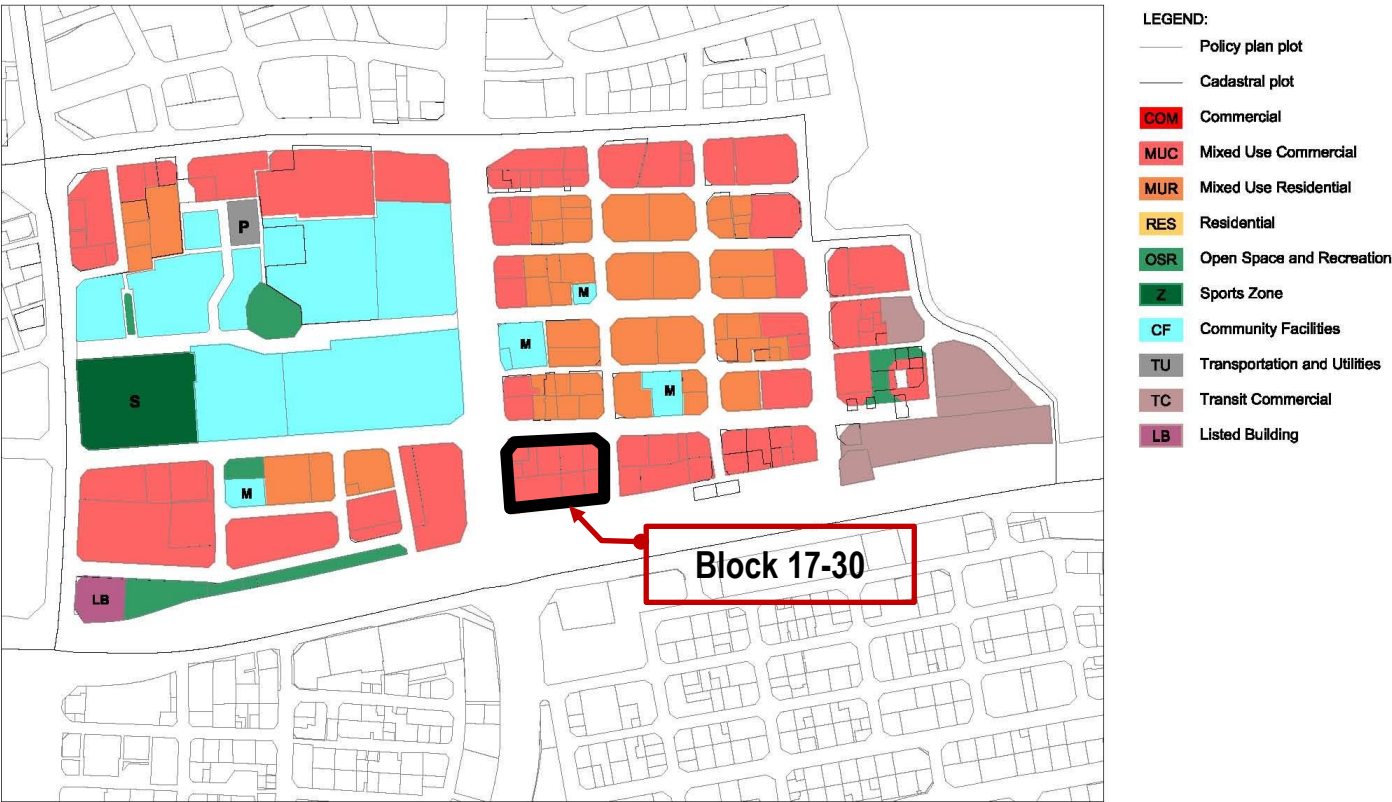 P
M
M
M
S
M
LB
Block 17-30
LEGEND:
Policy plan plot
Cadastral plot
COM Commercial
MUC Mixed Use Commercial
MUR Mixed Use Residential
RES Residential
OSR Open Space and Recreation
Z Sports Zone
CF Community Facilities
TU Transportation and Utilities
TC Transit Commercial
LB Listed Building